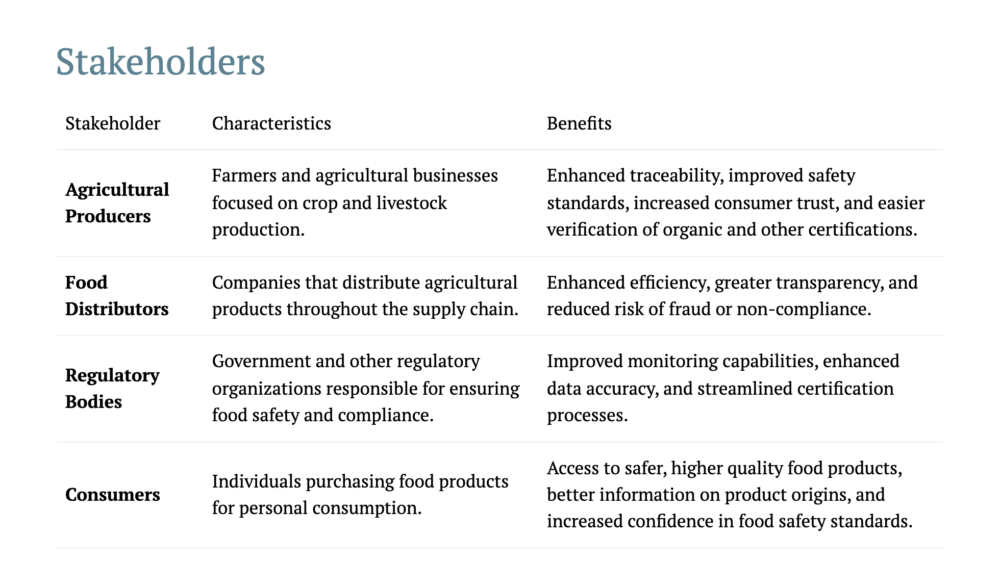 Stakeholders
Stakeholder
Characteristics
Benefits
Agricultural
Producers
Farmers and agricultural businesses
focused on crop and livestock
production.
Enhanced traceability, improved safety
standards, increased consumer trust, and easier
verification of organic and other certifications.
Food
Distributors
Companies that distribute agricultural
products throughout the supply chain.
Enhanced efficiency, greater transparency, and
reduced risk of fraud or non-compliance.
Regulatory
Bodies
Government and other regulatory
organizations responsible for ensuring
food safety and compliance.
Improved monitoring capabilities, enhanced
data accuracy, and streamlined certification
processes.
Consumers
Individuals purchasing food products
for personal consumption.
Access to safer, higher quality food products,
better information on product origins, and
increased confidence in food safety standards.